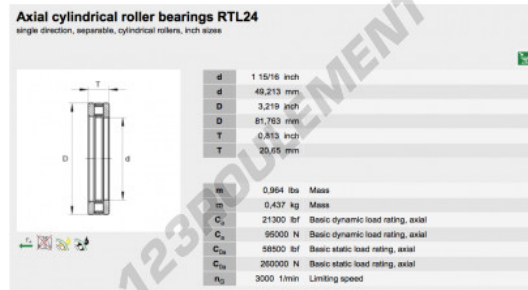 Axial cylindrical roller bearings RTL24
single direction, separable, cylindrical rollers, inch sizes
T
D
d
d 1 15/16 inch
d 49,213 mm
D 3,219 inch
D 81,763 mm
T 0,813 inch
T 20,65 mm
m 0,964 lbs Mass
m 0,437 kg Mass
Ca 21300 lbf Basic dynamic load rating, axial
Ca 95000 N Basic dynamic load rating, axial
C0a 58500 lbf Basic static load rating, axial
C0a 260000 N Basic static load rating, axial
nG 3000 1/min Limiting speed
123ROULEMENT